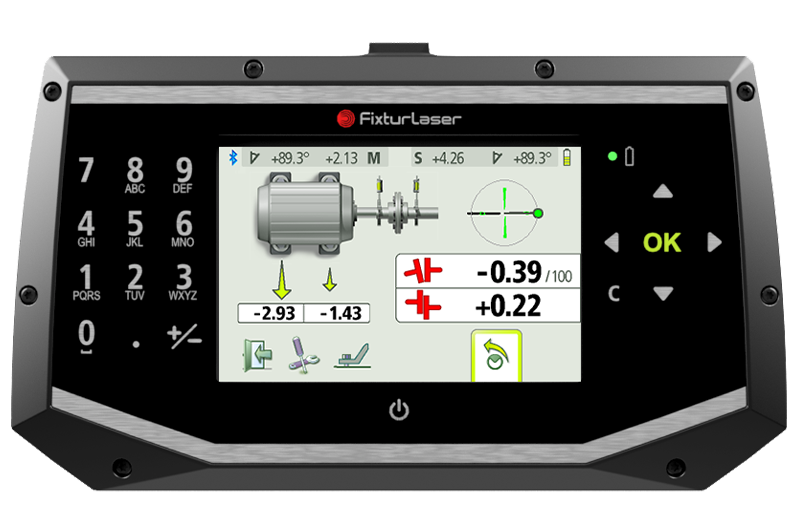 FIXTURLASER
+89.3° +2.13 M S +4.26 +89.3°
-0.39 /100
+0.22
-2.93 -1.43
7 8 ABC 9 DEF
4 GHI 5 JKL 6 MNO
1 PQRS 2 TUV 3 WXYZ
0 . +/-
OK
C